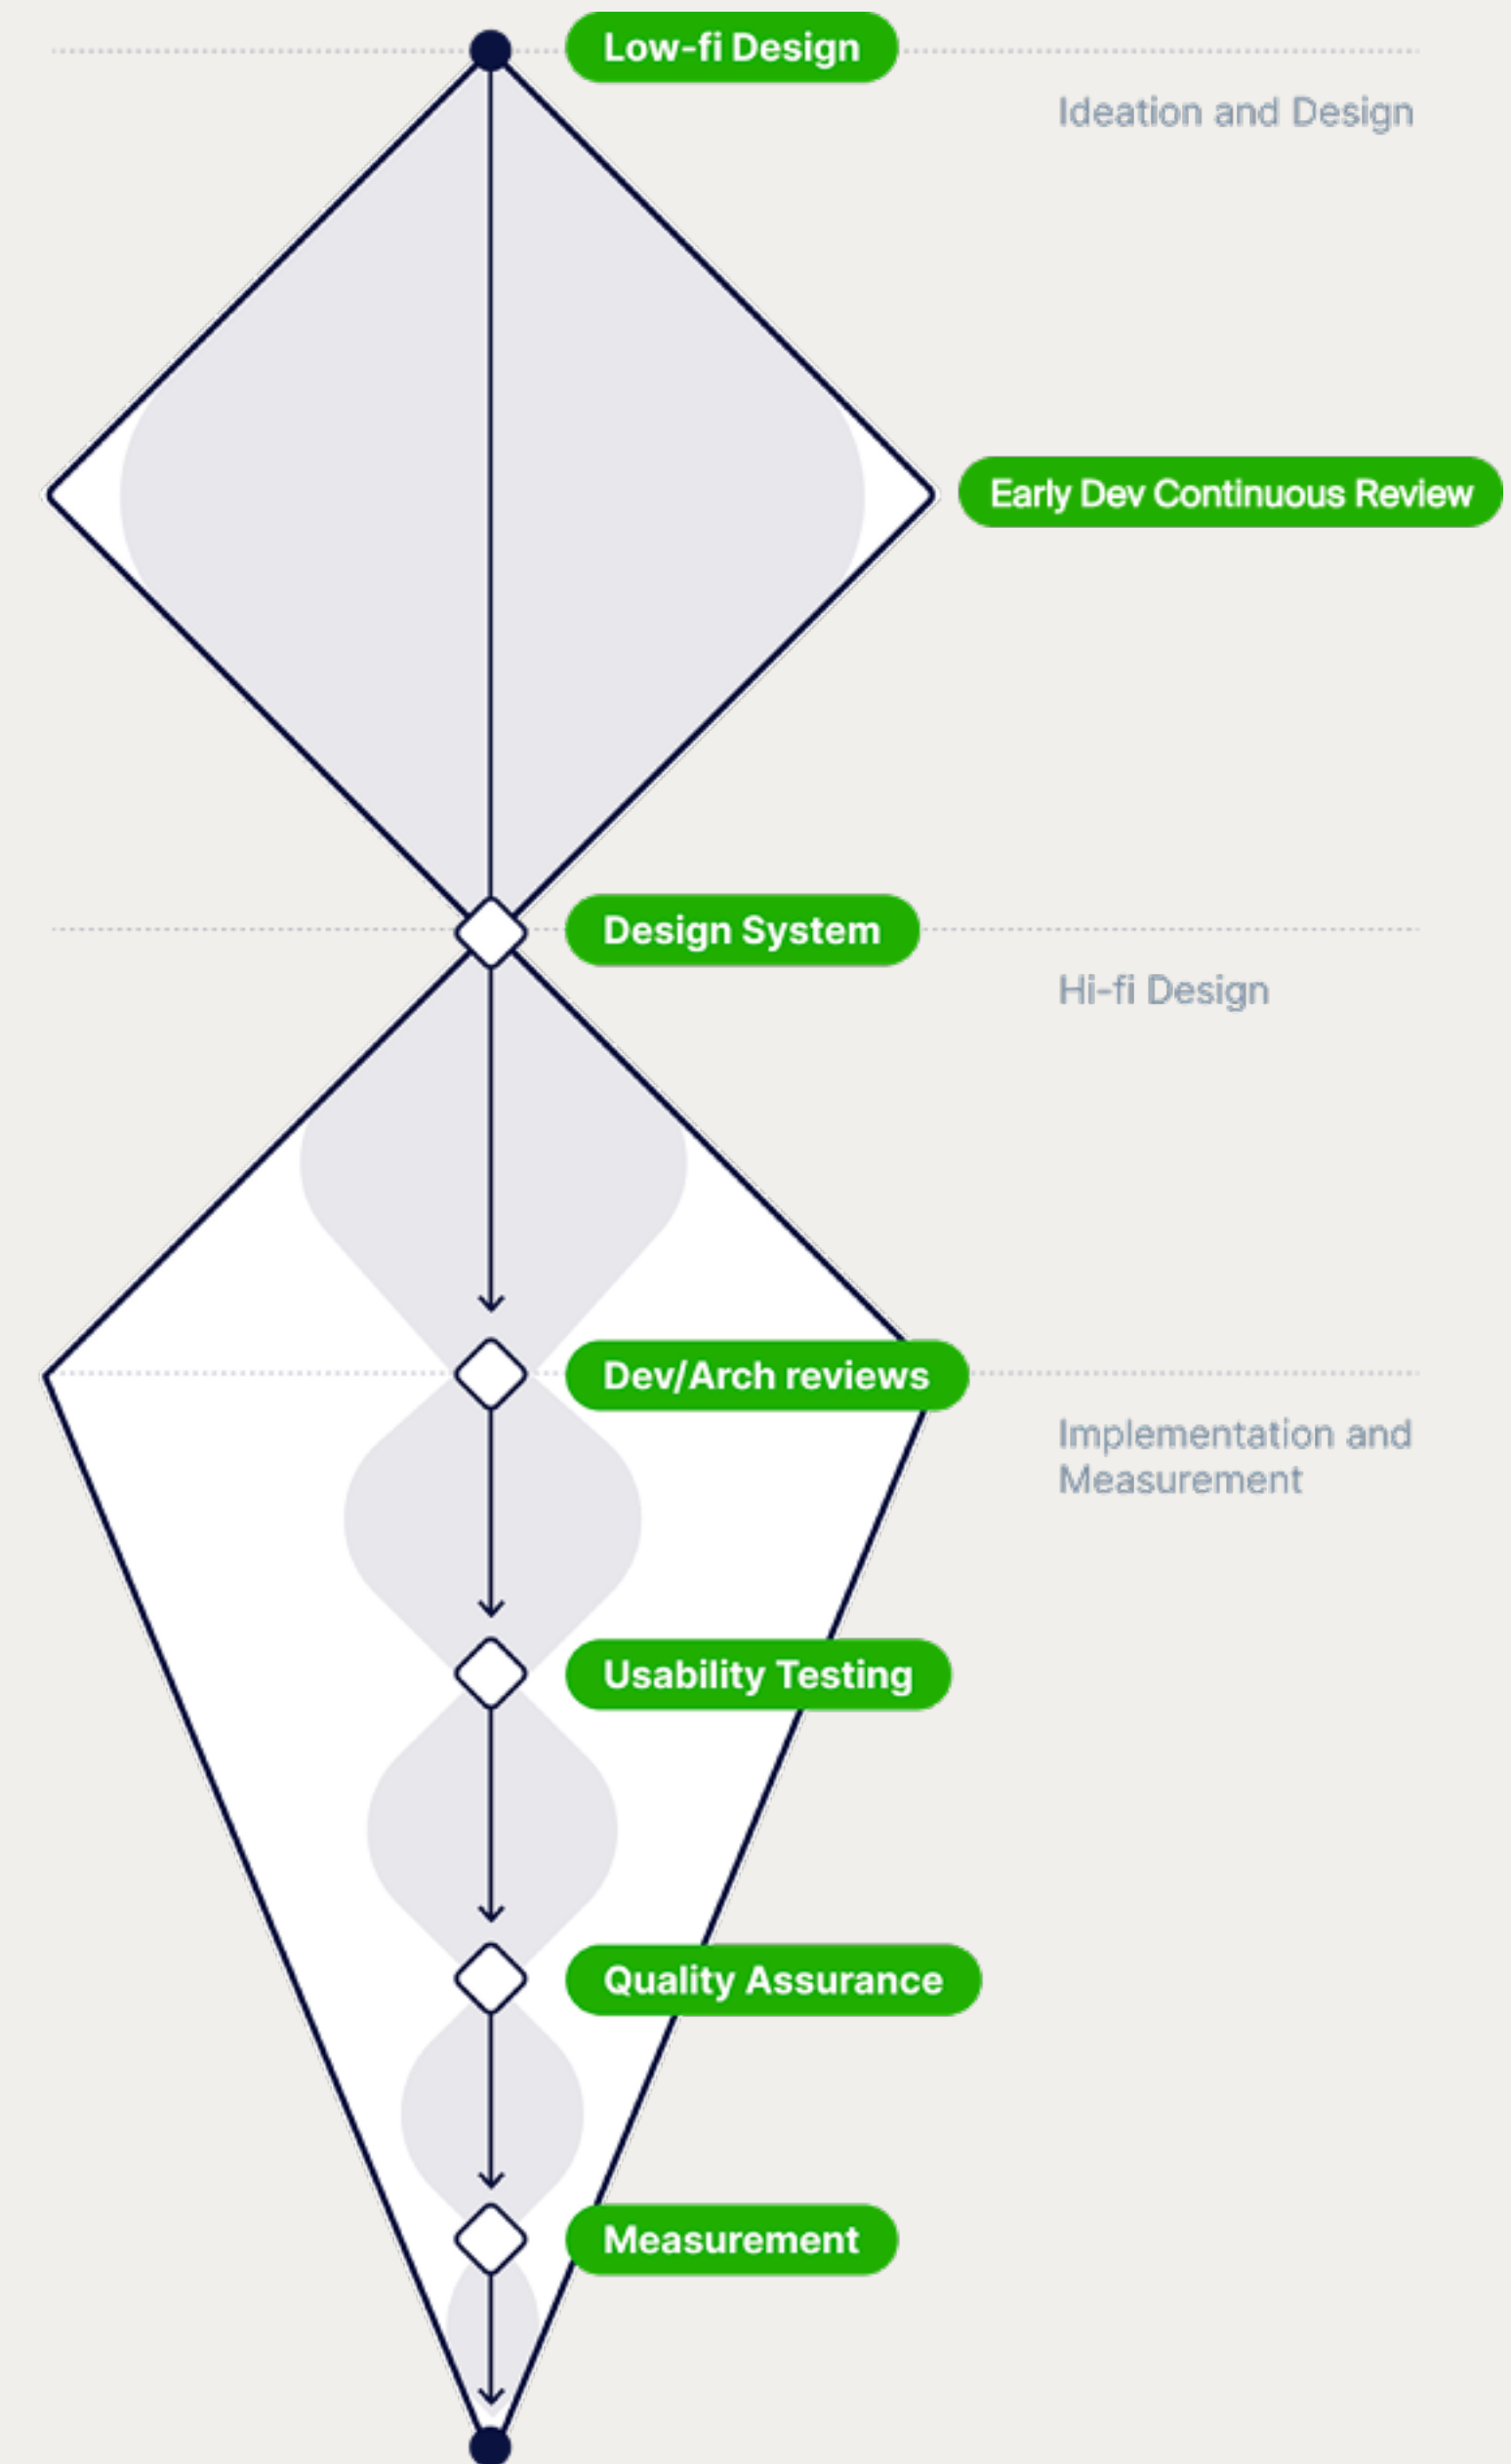 Low-fi Design
Ideation and Design
Early Dev Continuous Review
Design System
Hi-fi Design
Dev/Arch reviews
Implementation and
Measurement
Usability Testing
Quality Assurance
Measurement